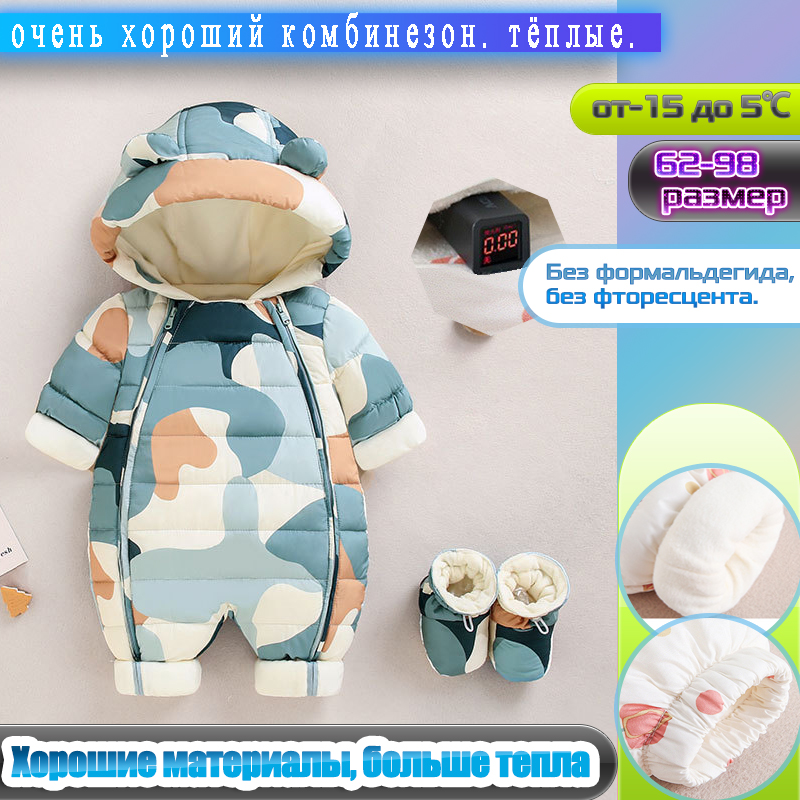 очень хороший комбинезон. тёплые.
от-15 до 5℃
62-98
размер
0.00
Без формальдегида,
без фторесцента.
esh
Хорошие материалы, больше тепла